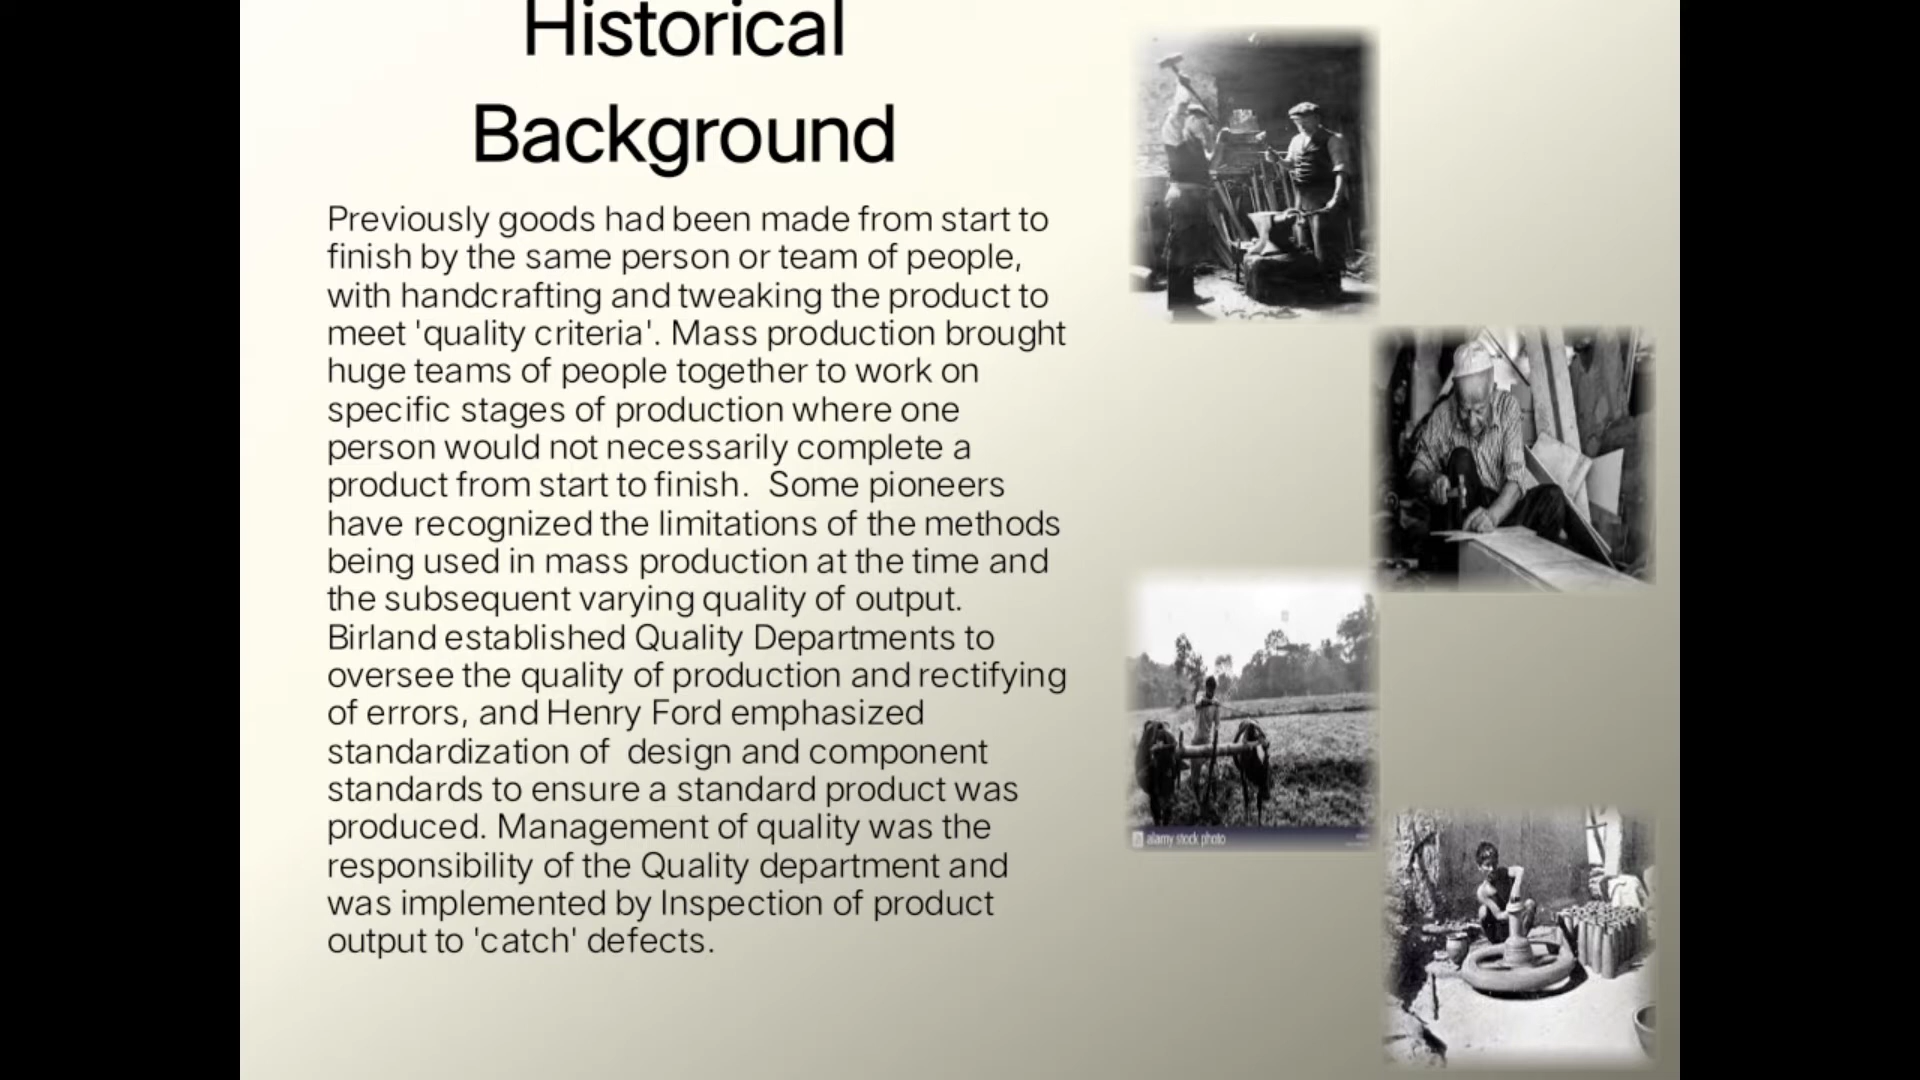 Historical
Background
Previously goods had been made from start to
finish by the same person or team of people,
with handcrafting and tweaking the product to
meet 'quality criteria'. Mass production brought
huge teams of people together to work on
specific stages of production where one
person would not necessarily complete a
product from start to finish.  Some pioneers
have recognized the limitations of the methods
being used in mass production at the time and
the subsequent varying quality of output.
Birland established Quality Departments to
oversee the quality of production and rectifying
of errors, and Henry Ford emphasized
standardization of  design and component
standards to ensure a standard product was
produced. Management of quality was the
responsibility of the Quality department and
was implemented by Inspection of product
output to 'catch' defects.
alamy stock photo